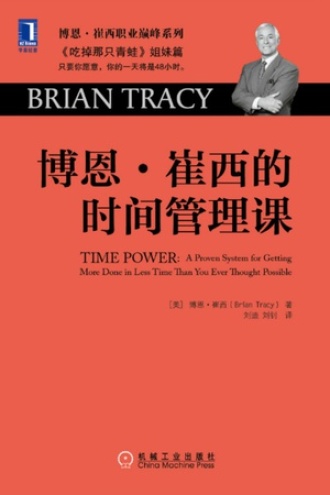 博恩·崔西职业巅峰系列
《吃掉那只青蛙》姐妹篇
只要你愿意，你的一天将是48小时。
BRIAN TRACY
博恩·崔西的
时间管理课
TIME POWER: A Proven System for Getting
More Done in Less Time Than You Ever Thought Possible
[美] 博恩·崔西（Brian Tracy） 著
刘钊 译
机械工业出版社
China Machine Press